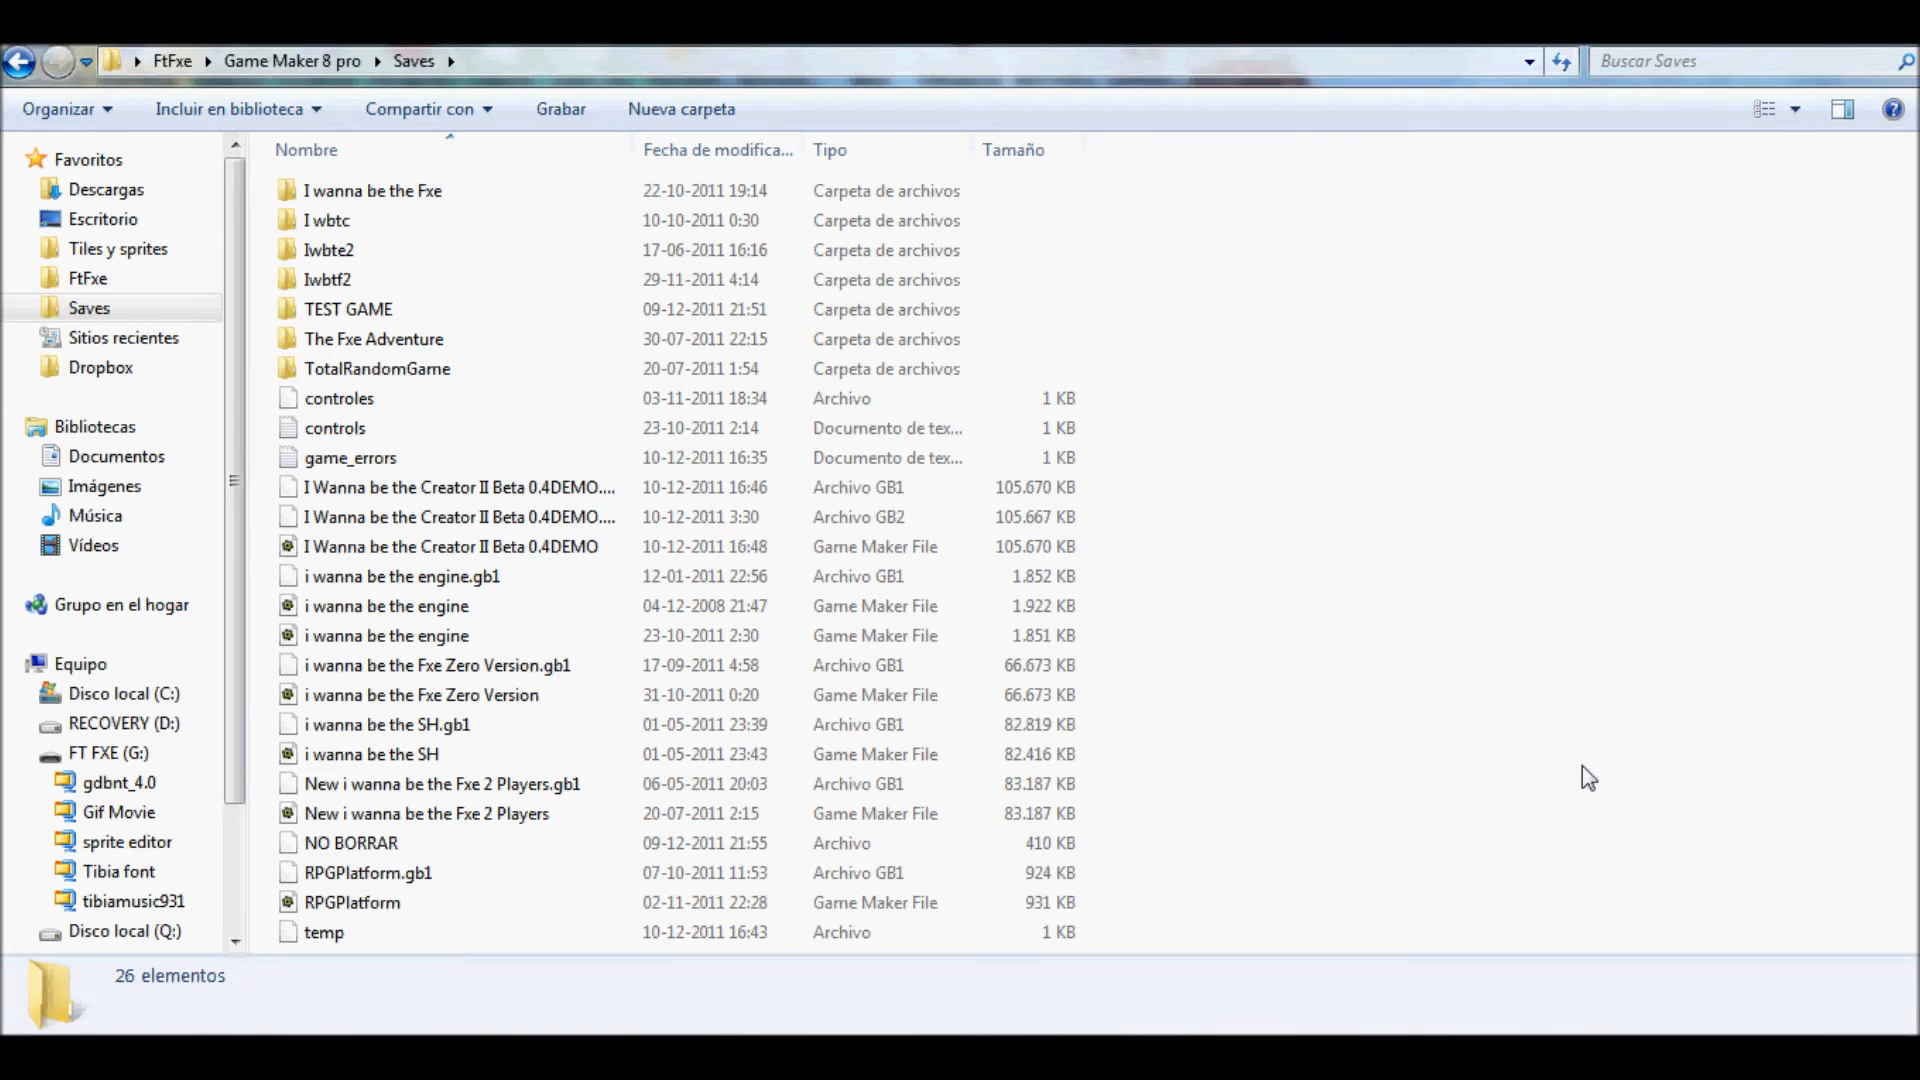 FtFxe Game Maker 8 pro Saves
Buscar Saves
Organizar Incluir en biblioteca Compartir con Grabar Nueva carpeta
Favoritos
Descargas
Escritorio
Tiles y sprites
FtFxe
Saves
Sitios recientes
Dropbox
Bibliotecas
Documentos
Imágenes
Música
Vídeos
Grupo en el hogar
Equipo
Disco local (C:)
RECOVERY (D:)
FT FXE (G:)
gdbnt_4.0
Gif Movie
sprite editor
Tibia font
tibiamusic931
Disco local (Q:)
Nombre Fecha de modifica... Tipo Tamaño
I wanna be the Fxe 22-10-2011 19:14 Carpeta de archivos
I wbtc 10-10-2011 0:30 Carpeta de archivos
Iwbte2 17-06-2011 16:16 Carpeta de archivos
Iwbtf2 29-11-2011 4:14 Carpeta de archivos
TEST GAME 09-12-2011 21:51 Carpeta de archivos
The Fxe Adventure 30-07-2011 22:15 Carpeta de archivos
TotalRandomGame 20-07-2011 1:54 Carpeta de archivos
controles 03-11-2011 18:34 Archivo 1 KB
controls 23-10-2011 2:14 Documento de tex... 1 KB
game_errors 10-12-2011 16:35 Documento de tex... 1 KB
I Wanna be the Creator II Beta 0.4DEMO.... 10-12-2011 16:46 Archivo GB1 105.670 KB
I Wanna be the Creator II Beta 0.4DEMO.... 10-12-2011 3:30 Archivo GB2 105.667 KB
I Wanna be the Creator II Beta 0.4DEMO 10-12-2011 16:48 Game Maker File 105.670 KB
i wanna be the engine.gb1 12-01-2011 22:56 Archivo GB1 1.852 KB
i wanna be the engine 04-12-2008 21:47 Game Maker File 1.922 KB
i wanna be the engine 23-10-2011 2:30 Game Maker File 1.851 KB
i wanna be the Fxe Zero Version.gb1 17-09-2011 4:58 Archivo GB1 66.673 KB
i wanna be the Fxe Zero Version 31-10-2011 0:20 Game Maker File 66.673 KB
i wanna be the SH.gb1 01-05-2011 23:39 Archivo GB1 82.819 KB
i wanna be the SH 01-05-2011 23:43 Game Maker File 82.416 KB
New i wanna be the Fxe 2 Players.gb1 06-05-2011 20:03 Archivo GB1 83.187 KB
New i wanna be the Fxe 2 Players 20-07-2011 2:15 Game Maker File 83.187 KB
NO BORRAR 09-12-2011 21:55 Archivo 410 KB
RPGPlatform.gb1 07-10-2011 11:53 Archivo GB1 924 KB
RPGPlatform 02-11-2011 22:28 Game Maker File 931 KB
temp 10-12-2011 16:43 Archivo 1 KB
26 elementos